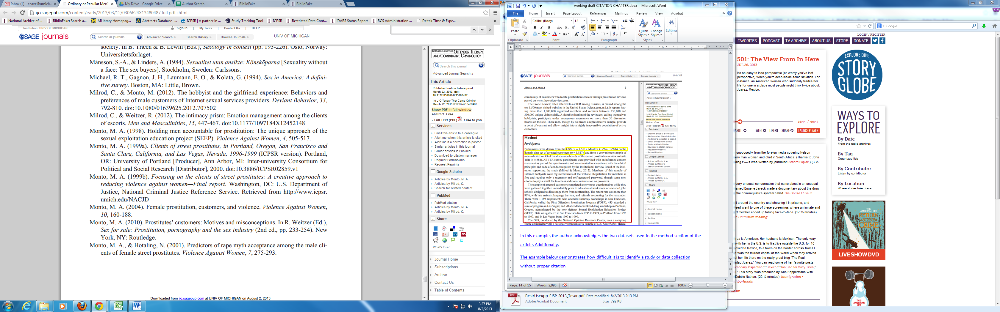 Inbox (1) - ccave@umich
Ordinary or Peculiar Men?
My Drive - Google Drive
Author Search
BiblioFake
BiblioFake
ijo.sagepub.com/content/early/2013/03/12/0306624X13480487.full.pdf+html
National Archive of ...
BiblioFake: Search a...
MLibrary Homepag...
Abstracts Database -...
ICPSR | A partner in ...
Study Tracking Tool
ICPSR
Restricted Data Cont...
IDARS Status Report
RCS Administration ...
Deltek Time & Expe...
Institution: UNIV OF MICHIGAN
Sign In | My Tools | Contact Us | HELP
SAGE journals
Search all journals
Advanced Search
Search History
Browse Journals
UNIV OF MICHIGAN
society. In B. Træen & B. Lewin (Eds.), Sexology in context (pp. 193-226). Oslo, Norway:
Universitetsforlaget.
Månsson, S.-A., & Linders, A. (1984). Sexualitet utan ansikte: Könsköparna [Sexuality without
a face: The sex buyers]. Stockholm, Sweden: Carlssons.
Michael, R. T., Gagnon, J. H., Laumann, E. O., & Kolata, G. (1994). Sex in America: A defini-
tive survey. Boston, MA: Little, Brown.
Milrod, C., & Monto, M. (2012). The hobbyist and the girlfriend experience: Behaviors and
preferences of male customers of Internet sexual services providers. Deviant Behavior, 33,
792-810. doi:10.1080/01639625.2012.707502
Milrod, C., & Weitzer, R. (2012). The intimacy prism: Emotion management among the clients
of escorts. Men and Masculinities, 15, 447-467. doi:10.1177/1097184X12452148
Monto, M. A. (1998). Holding men accountable for prostitution: The unique approach of the
sexual exploitation education project (SEEP). Violence Against Women, 4, 505-517.
Monto, M. A. (1999a). Clients of street prostitutes, in Portland, Oregon, San Francisco and
Santa Clara, California, and Las Vegas, Nevada, 1996-1999 (ICPSR version). Portland,
OR: University of Portland [Producer], Ann Arbor, MI: Inter-university Consortium for
Political and Social Research [Distributor], 2000. doi:10.3886/ICPSR02859.v1
Monto, M. A. (1999b). Focusing on the clients of street prostitutes: A creative approach to
reducing violence against women—Final report. Washington, DC: U.S. Department of
Justice, National Criminal Justice Reference Service. Retrieved from http://www.icpsr.
umich.edu/NACJD
Monto, M. A. (2004). Female prostitution, customers, and violence. Violence Against Women,
10, 160-188.
Monto, M. A. (2010). Prostitutes' customers: Motives and misconceptions. In R. Weitzer (Ed.),
Sex for sale: Prostitution, pornography and the sex industry (2nd ed., pp. 233-254). New
York, NY: Routledge.
Monto, M. A., & Hotaling, N. (2001). Predictors of rape myth acceptance among the male cli-
ents of female street prostitutes. Violence Against Women, 7, 275-293.
Downloaded from ijo.sagepub.com at UNIV OF MICHIGAN on August 2, 2013
INTERNATIONAL JOURNAL OF OFFENDER THERAPY
AND COMPARATIVE CRIMINOLOGY
Search this journal
Advanced Journal Search »
This Article
Published online before print
March 22, 2013, doi:
10.1177/0306624X13480487
Int J Offender Ther Comp Criminol
March 22, 2013 0306624X13480487
Show PDF in full window
Abstract Free
» Full Text (PDF) Free to you
Services
Email this article to a colleague
Alert me when this article is cited
Alert me if a correction is posted
Similar articles in this journal
Similar articles in PubMed
Download to citation manager
Request Permissions
Request Reprints
Google Scholar
Articles by Monto, M. A.
Articles by Milrod, C.
Search for related content
PubMed
PubMed citation
Articles by Monto, M. A.
Articles by Milrod, C.
Share
What's this?
Journal Home
Subscriptions
Archive
Contact Us
Table of Contents
3:27 PM
8/2/2013
working draft CITATION CHAPTER.docx - Microsoft Word
File Home Insert Page Layout References Mailings Review View Acrobat
Calibri (Body) 12
Paste
Quick Styles
Change Styles
Editing
Clipboard Font Paragraph Styles
SAGE journals
Search all journals
Advanced Search
Search History
Browse Journals
UNIV OF
Monto and Milrod 5
community of customers who locate prostitution services through prostitution reviews
posted on www.theeroticreview.com.
The Erotic Review, often referred to as TER among its users, is ranked among the
top 1,500 most visited websites in the United States (Alexa.com, n.d.). It reports hav-
ing more than 1,000,000 registered members and receives between 250,000 and
300,000 unique visitors daily. A sizeable fraction of the reviewers, calling themselves
hobbyists, participate under anonymous usernames on more than 50 discussion
boards on the site. These men, though by no means a representative sample, provide
a point of contrast and allow insight into a highly inaccessible population of active
customers.
Method
Participants
Participants were drawn from the GSS (n = 4,581), Monto's (1999a, 1999b) public
domain data set of arrested customers (n = 1,817), and from a convenience sample of
men solicited on 43 of the discussion boards of the online prostitution review website
TER (n = 584). All TER survey participants were provided with an informed consent
statement as part of the questionnaire and were treated in accordance with the ethical
principles and code of conduct required by the Institutional Review Board of the insti-
tution supporting the study (Milrod & Monto, 2012). Members of this sample of
Internet hobbyists were registered users of the website. Registration for members is
free and requires only a username and self-generated password, though some men
choose to pay a small fee to access additional information on providers.
The sample of arrested customers completed anonymous questionnaires while they
were gathered together immediately prior to educational workshops or so-called john
schools designed to discourage them from reoffending. The return rate was more than
80%, with late arrivals, language barriers, and refusals accounting for the remainder.
There were 1,169 respondents who attended Saturday workshops in San Francisco,
California, called the First Offenders Prostitution Program (FOPP); 433 attended a
similar program in Las Vegas; and 70 attended a weekend-long workshop in Portland,
Oregon, administered by the now defunct Sexual Exploitation Education Project
(SEEP). Data was gathered in San Francisco from 1995 to 1999, in Portland from 1995
to 1997, and in Las Vegas from 1997 to 1999.
The GSS, conducted by the National Opinion Research Center, uses a sampling
frame designed to yield a nationally representative sample of U.S. households. Hence,
In this example, the author acknowledges the two datasets used in the method section of the
article. Additionally,
The example below demonstrates how difficult it is to identify a study or data collection
without proper citation
Page: 14 of 15 Words: 2,995 100%
RestrUseApp-FJSP-2013_Tesar.pdf Date modified: 8/2/2013 2:13 PM
Adobe Acrobat Document Size: 792 KB
Google
LOGIN / REGISTER
FAVORITES PODCAST TV ARCHIVE ABOUT US STORE DONATE
501: The View From In Here
JUL 26, 2013
It's so easy to lose perspective (or worry you've lost
perspective) when you're deep inside some situation. For
instance, an American woman who suddenly trades her
life for one in a place most people might think twice about:
Juarez, Mexico.
35:44 / 66:47
TWEET LIKE SHARE LAUNCH PLAYER
supposedly from the foreign media covering Nelson
ery man woman and child in South Africa. (Thanks to John
ding it — it was written by journalist Richard Poplak.) (3 ½
very unusual conversation that came about in an unusual
amed Eugene Jarecki made a documentary about the drug
the criminal justice system called The House I Live In.
it around the country and showing it in prisons, and
eed went to one of these screenings where an inmate and
ff member ended up talking face-to-face. (17 ½ minutes)
e • film/film making
ruz is American. Her husband is Mexican. The only way
with her in the U.S. is to first live outside the U.S. for 10
oved to Mexico, to a town on the border across from El
t was the murder capital of the world when they arrived.
ut her life there on the really great blog "The Real
dad Juarez." You can read some of her favorite posts
condary Inspection," "Sexico," "Too Sad for Witty Titles,"
." This story was produced by Ann Heppermann with
Debbie Nathan. (22 ½ minutes) immigration •
hborhoods
ermann
EXPLORE OUR
STORY
GLOBE
WAYS TO
EXPLORE
By Date
From the radio archives
By Tag
Organized lists
By Contributor
Listen by contributor
By Location
Where stories take place
THIS AMERICAN LIFE
RETURN TO THE SCENE OF THE CRIME
LIVE SHOW DVD
THIS
AMERICAN
LIFE